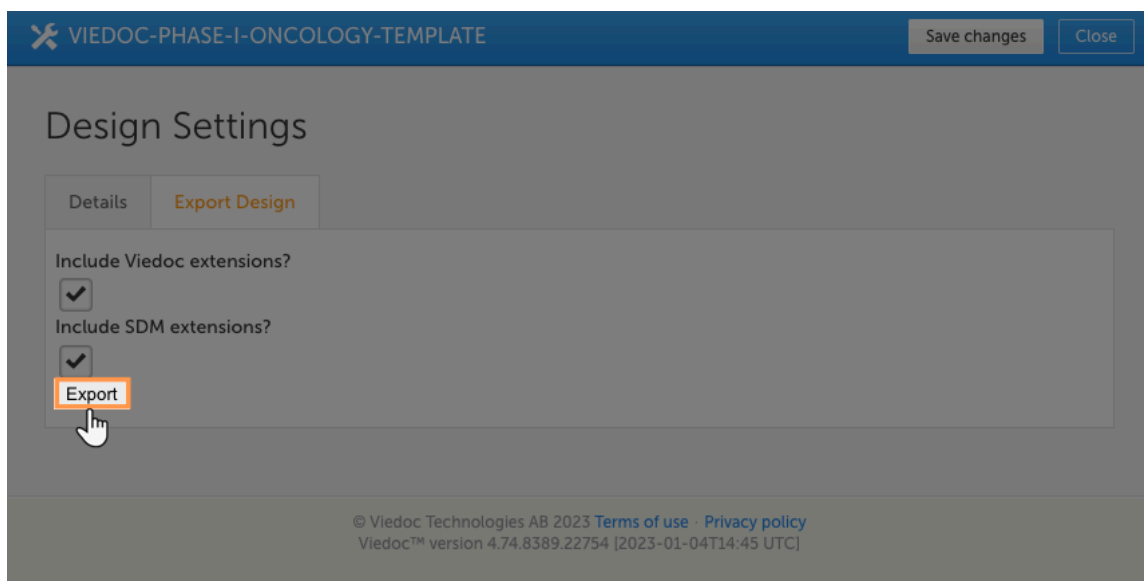 VIEDOC-PHASE-I-ONCOLOGY-TEMPLATE Save changes Close
Design Settings
Details Export Design
Include Viedoc extensions?
Include SDM extensions?
Export
© Viedoc Technologies AB 2023 Terms of use · Privacy policy
Viedoc™ version 4.74.8389.22754 [2023-01-04T14:45 UTC]